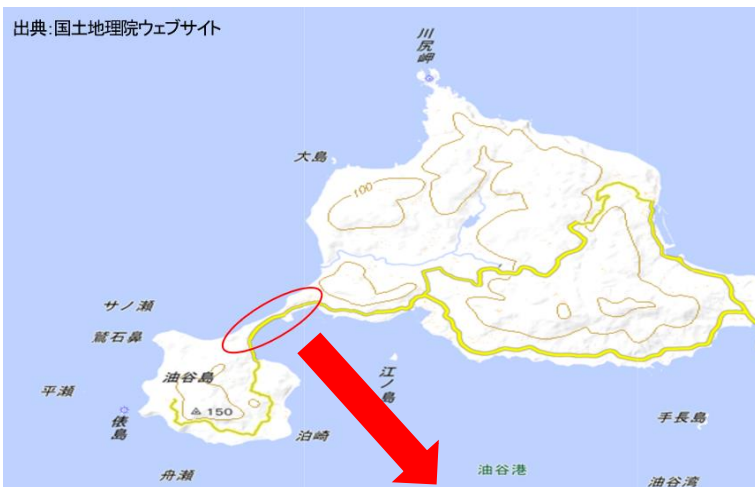 出典:国土地理院ウェブサイト
川尻岬
大島
100
サノ瀬
鷲石鼻
油谷島
平瀬
俵島
150
江ノ島
泊崎
手長島
舟瀬
油谷港
油谷湾